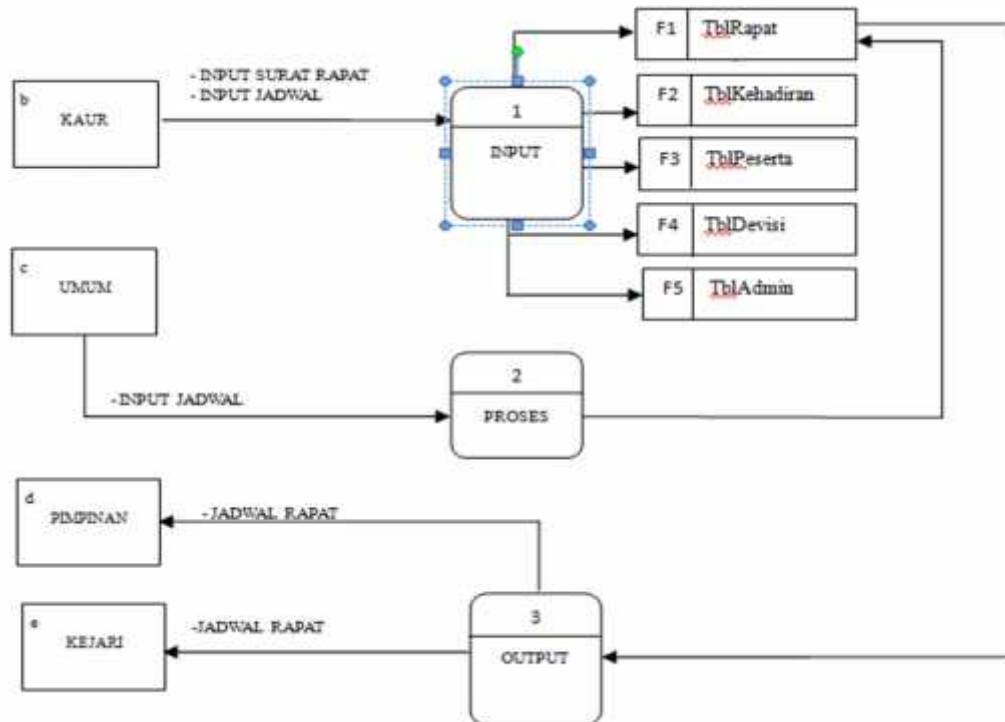 F1 TblRapat
- INPUT SURAT RAPAT
- INPUT JADWAL
b
KAUR
1
INPUT
F2 TblKehadiran
F3 TblPeserta
c
UMUM
F4 TblDevisi
F5 TblAdmin
2
PROSES
- INPUT JADWAL
d
PIMPINAN
- JADWAL RAPAT
e
KEJARI
-JADWAL RAPAT
3
OUTPUT